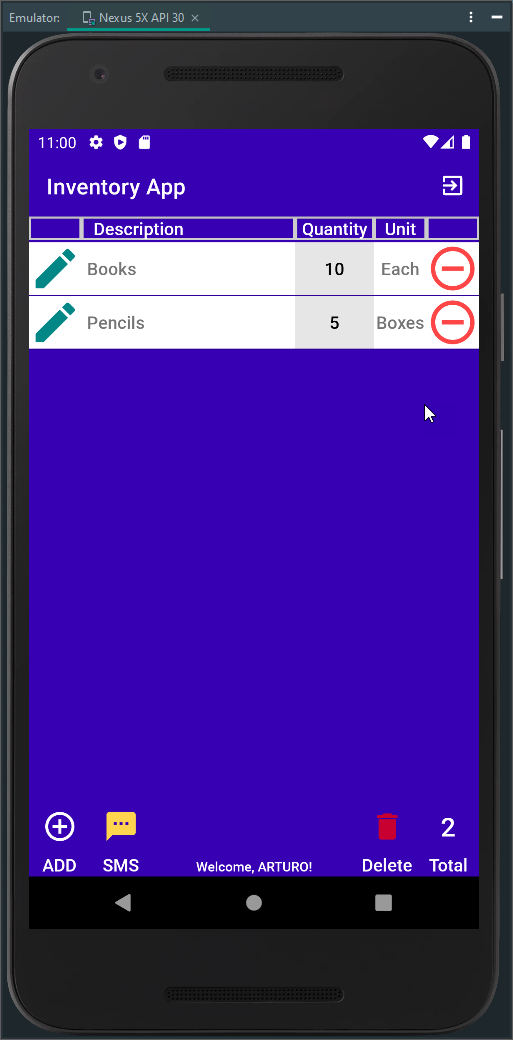 Emulator: Nexus 5X API 30
11:00
Inventory App
Description Quantity Unit
Books 10 Each
Pencils 5 Boxes
2
ADD SMS Welcome, ARTURO! Delete Total